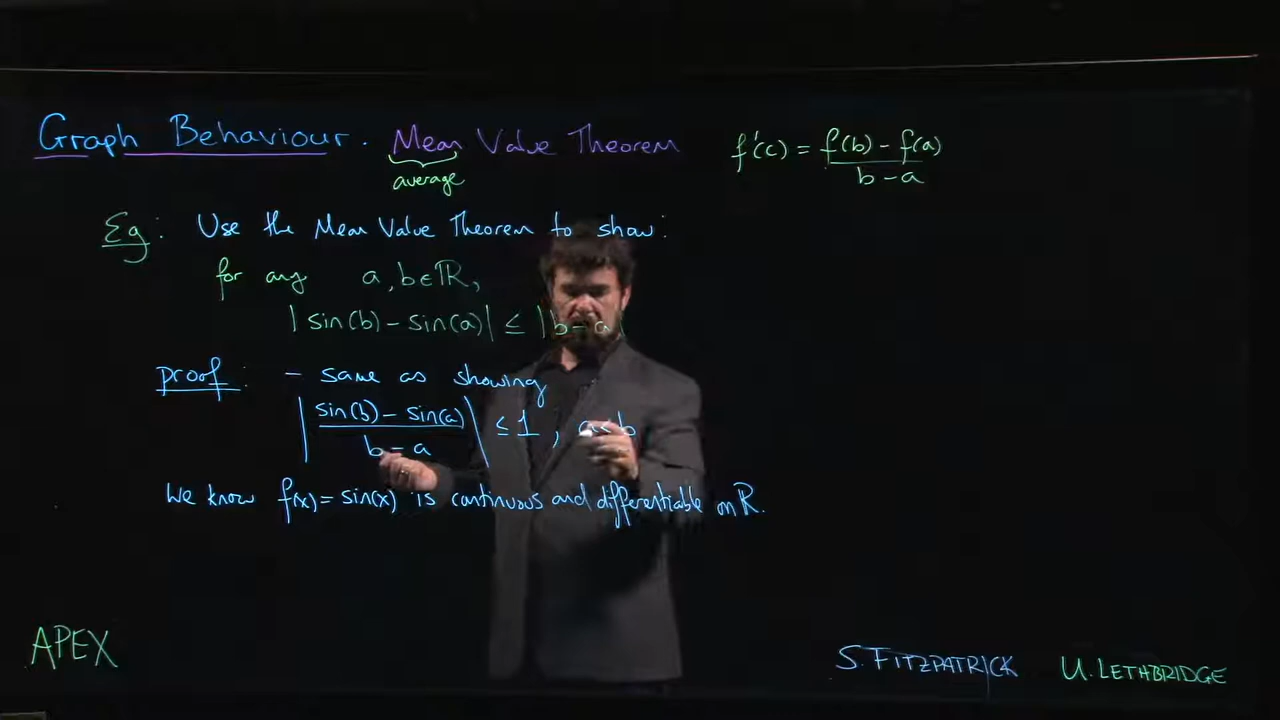 Graph Behaviour. Mean Value Theorem f'(c) = f(b) - f(a) / b - a
average
Eg: Use the Mean Value Theorem to show:
for any a, b ∈ ℝ,
|sin(b) - sin(a)| ≤ |b - a|
proof: - same as showing
|sin(b) - sin(a) / b - a| ≤ 1, a < b
We know f(x) = sin(x) is continuous and differentiable on ℝ.
APEX
S. FITZPATRICK U. LETHBRIDGE